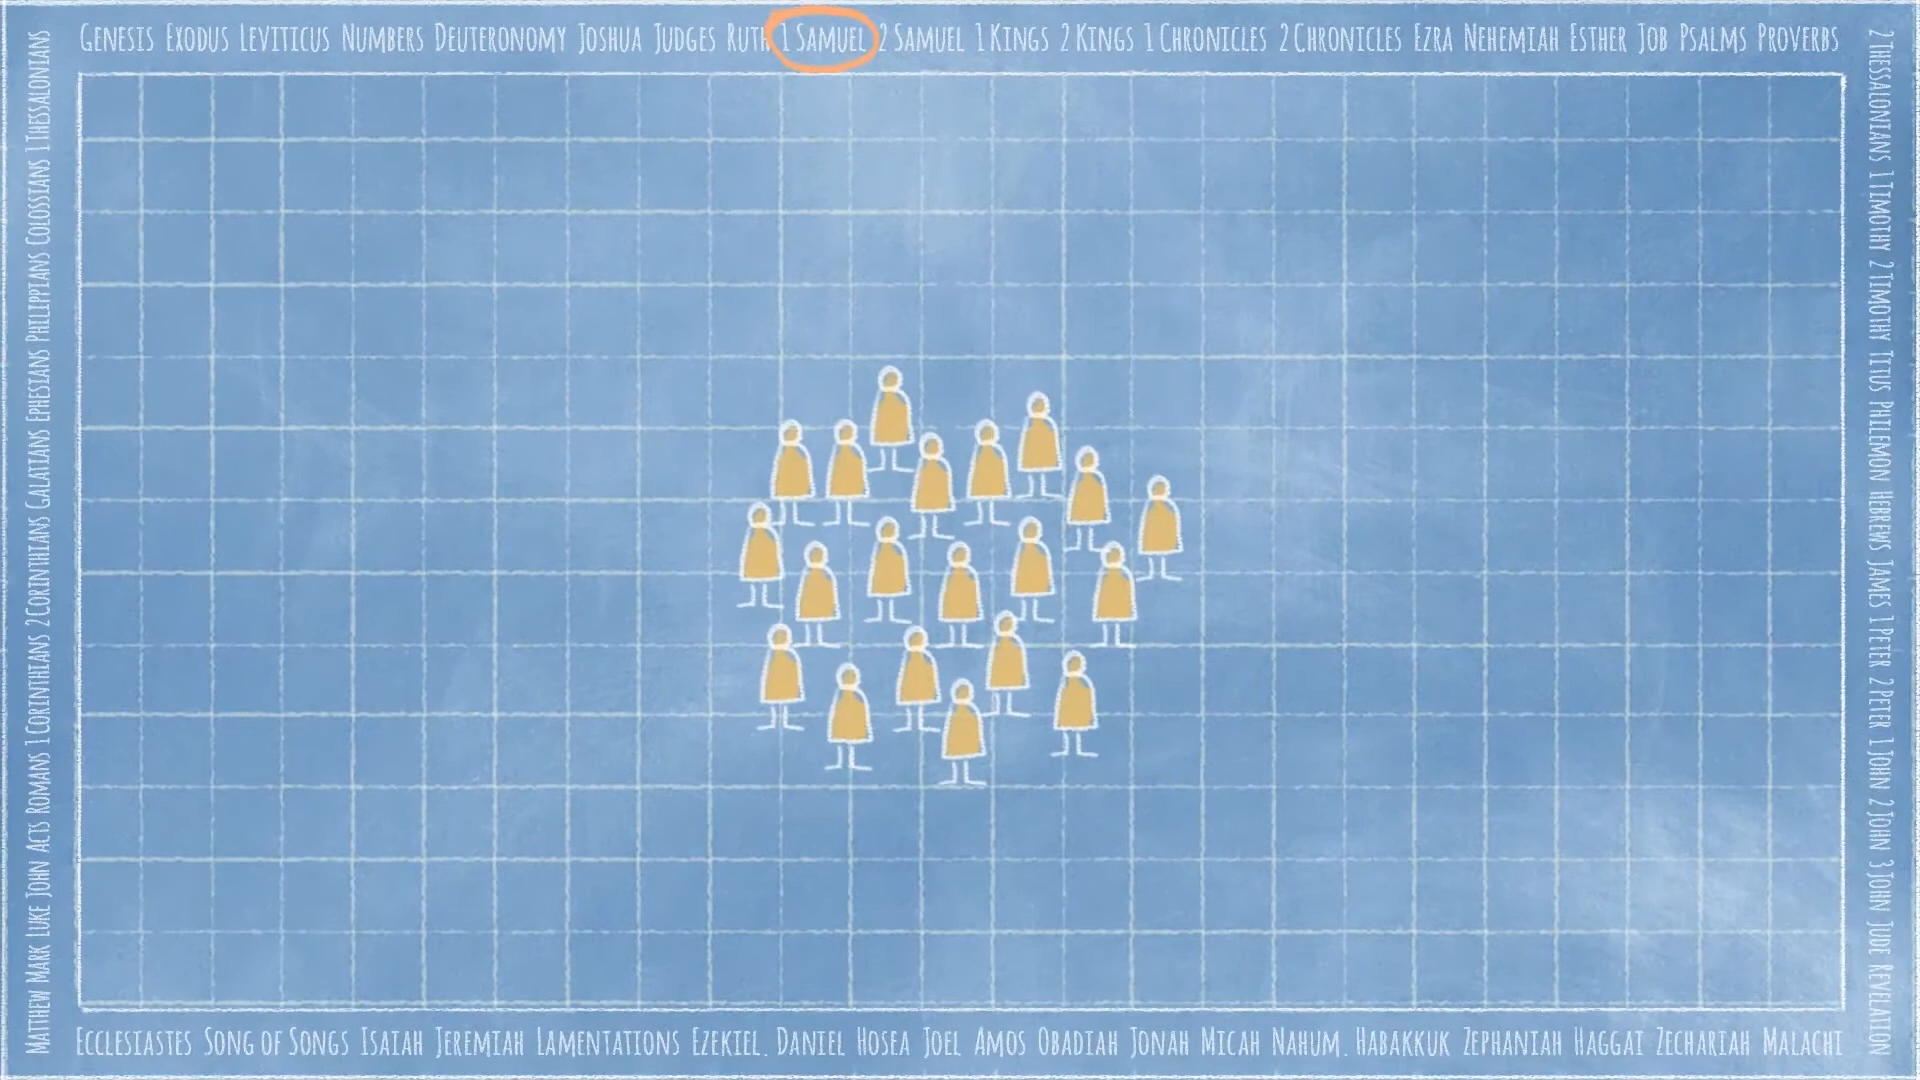 Genesis Exodus Leviticus Numbers Deuteronomy Joshua Judges Ruth 1 Samuel 2 Samuel 1 Kings 2 Kings 1 Chronicles 2 Chronicles Ezra Nehemiah Esther Job Psalms Proverbs
Ecclesiastes Song of Songs Isaiah Jeremiah Lamentations Ezekiel. Daniel Hosea Joel Amos Obadiah Jonah Micah Nahum. Habakkuk Zephaniah Haggai Zechariah Malachi
Matthew Mark Luke John Acts Romans 1 Corinthians 2 Corinthians Galatians Ephesians Philippians Colossians 1 Thessalonians
2 Thessalonians 1 Timothy 2 Timothy Titus Philemon Hebrews James 1 Peter 2 Peter 1 John 2 John 3 John Jude Revelation